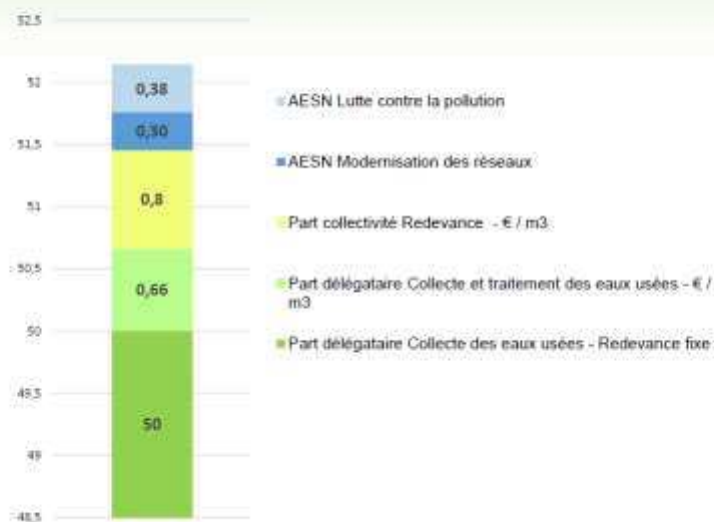 52,5
52
51,5
51
50,5
50
49,5
49
48,5
0,38
0,30
0,8
0,66
50
AESN Lutte contre la pollution
AESN Modernisation des réseaux
Part collectivité Redevance - € / m3
Part délégataire Collecte et traitement des eaux usées - € /
m3
Part délégataire Collecte des eaux usées - Redevance fixe